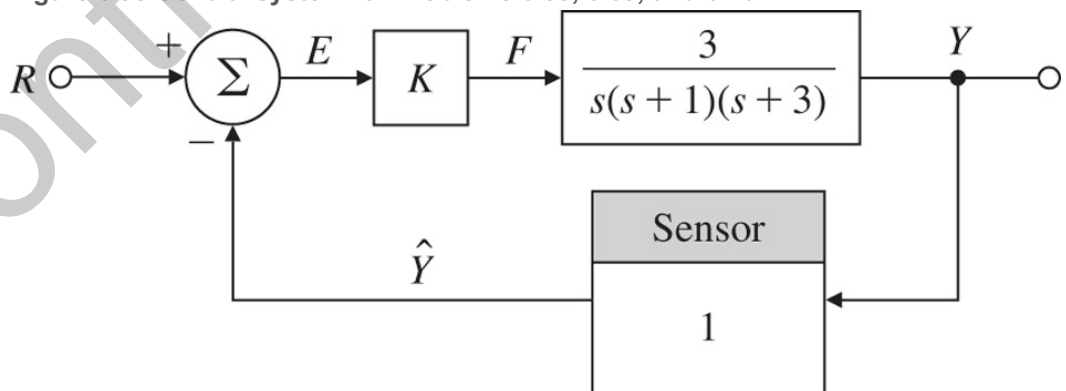 R
+
Σ
−
E
K
F
3
s(s + 1)(s + 3)
Y
Sensor
1
Ŷ